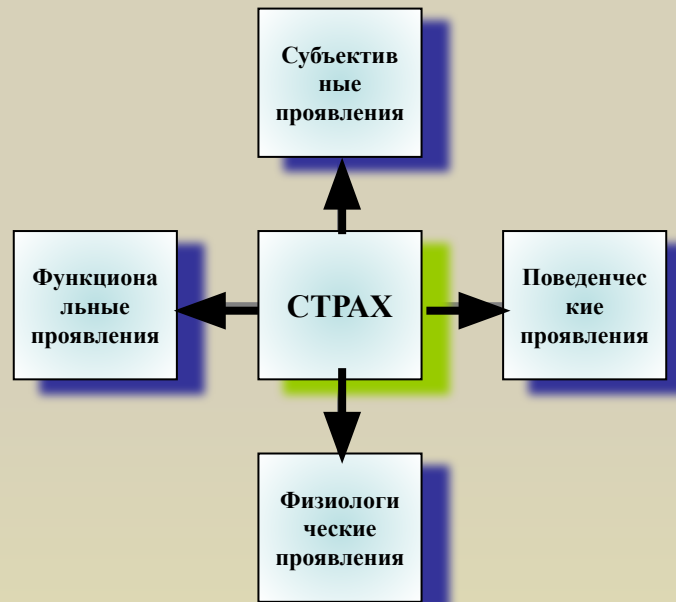 Субъектив
ные
проявления
Функциона
льные
проявления
СТРАХ
Поведенчес
кие
проявления
Физиологи
ческие
проявления